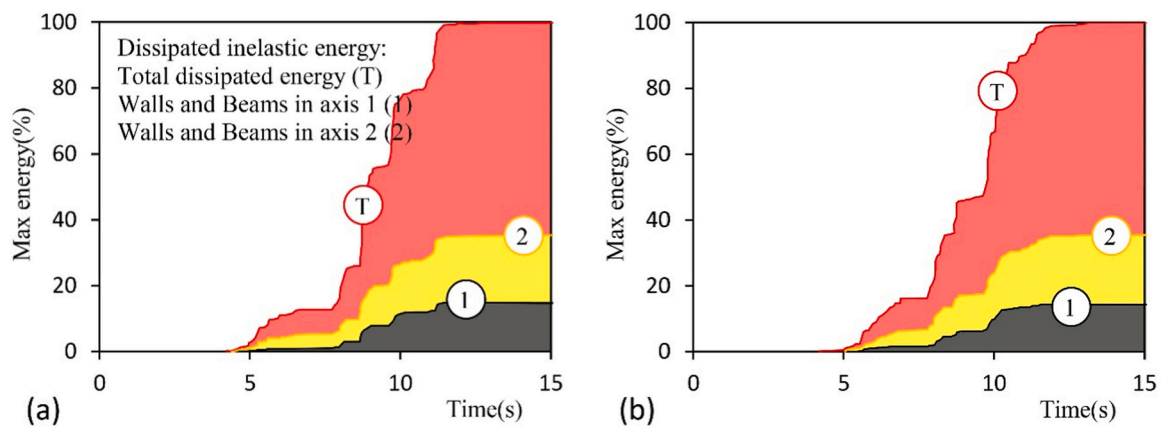 100
80
60
40
20
0
Max energy(%)
Dissipated inelastic energy:
Total dissipated energy (T)
Walls and Beams in axis 1 (1)
Walls and Beams in axis 2 (2)
T
2
1
0 5 10 15
Time(s)
(a)
100
80
60
40
20
0
Max energy(%)
T
2
1
0 5 10 15
Time(s)
(b)